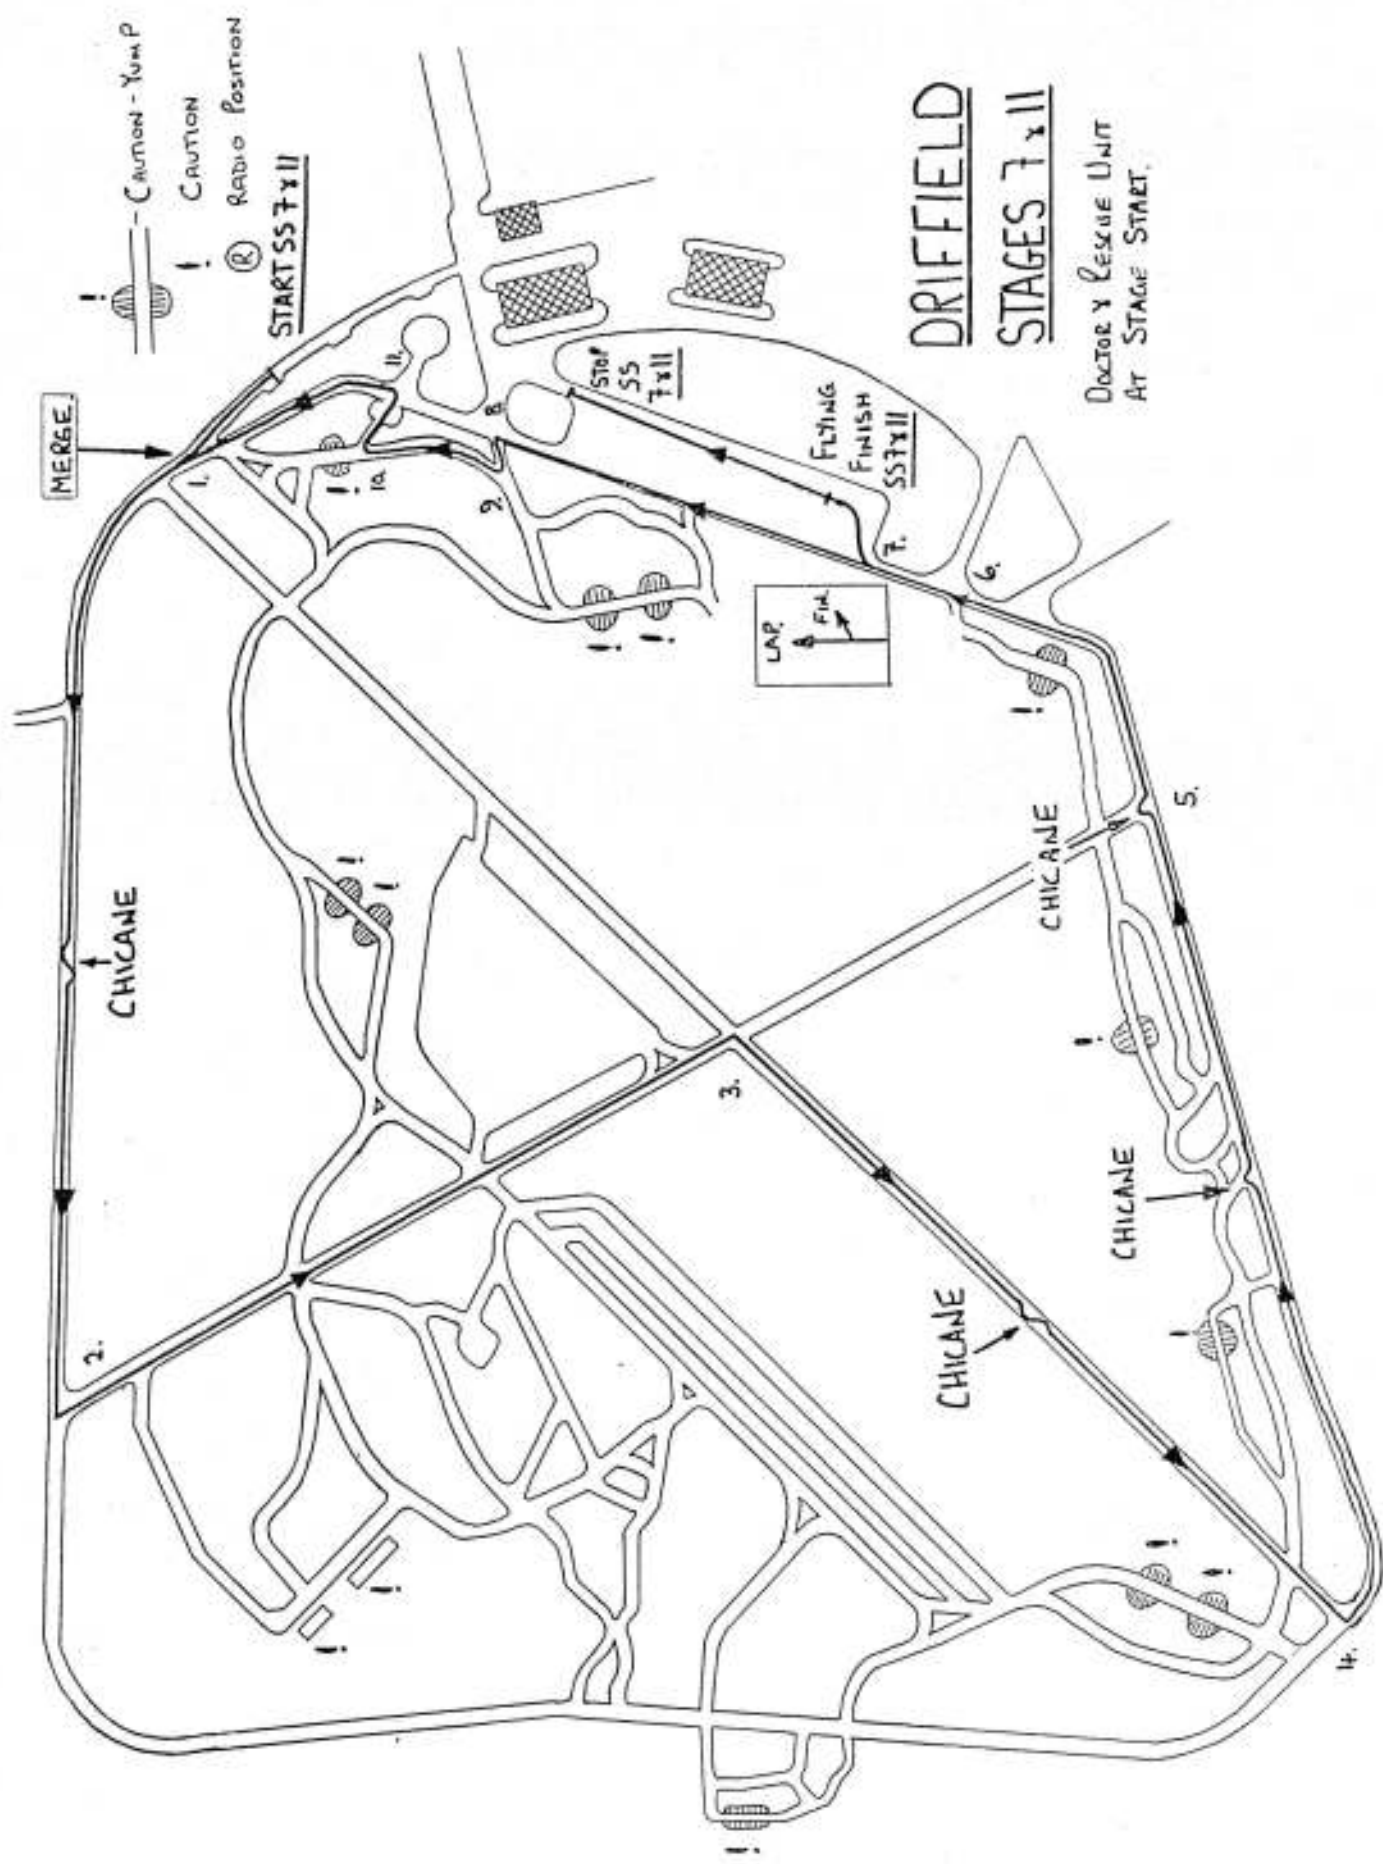 - CAUTION - YUMP
! CAUTION
Ⓡ RADIO POSITION
START SS 7 & 11
MERGE.
DRIFFIELD
STAGES 7 & 11
DOCTOR & RESCUE UNIT
AT STAGE START.
STOP
SS
7 & 11
FLYING
FINISH
SS 7 & 11
LAP.
FIN.
CHICANE
CHICANE
CHICANE
CHICANE
1.
2.
3.
4.
5.
6.
7.
8.
9.
10.
11.